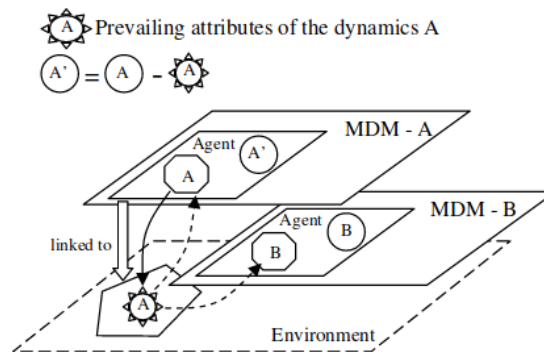 A Prevailing attributes of the dynamics A
A' = A - A
MDM - A
Agent A'
A
MDM - B
Agent B
B
linked to
A
Environment